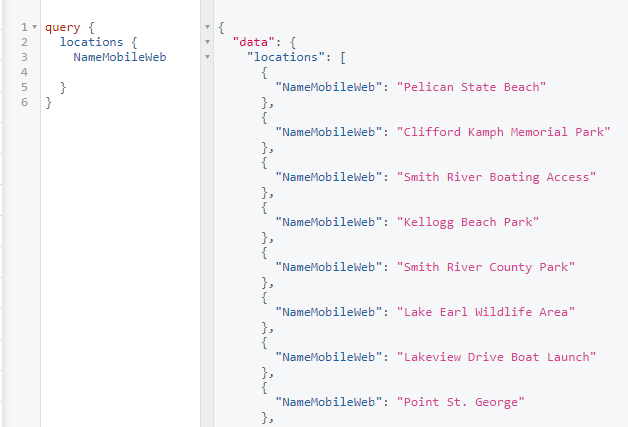 1 query {
2   locations {
3     NameMobileWeb
4
5   }
6 }
{
  "data": {
    "locations": [
      {
        "NameMobileWeb": "Pelican State Beach"
      },
      {
        "NameMobileWeb": "Clifford Kamph Memorial Park"
      },
      {
        "NameMobileWeb": "Smith River Boating Access"
      },
      {
        "NameMobileWeb": "Kellogg Beach Park"
      },
      {
        "NameMobileWeb": "Smith River County Park"
      },
      {
        "NameMobileWeb": "Lake Earl Wildlife Area"
      },
      {
        "NameMobileWeb": "Lakeview Drive Boat Launch"
      },
      {
        "NameMobileWeb": "Point St. George"
      },